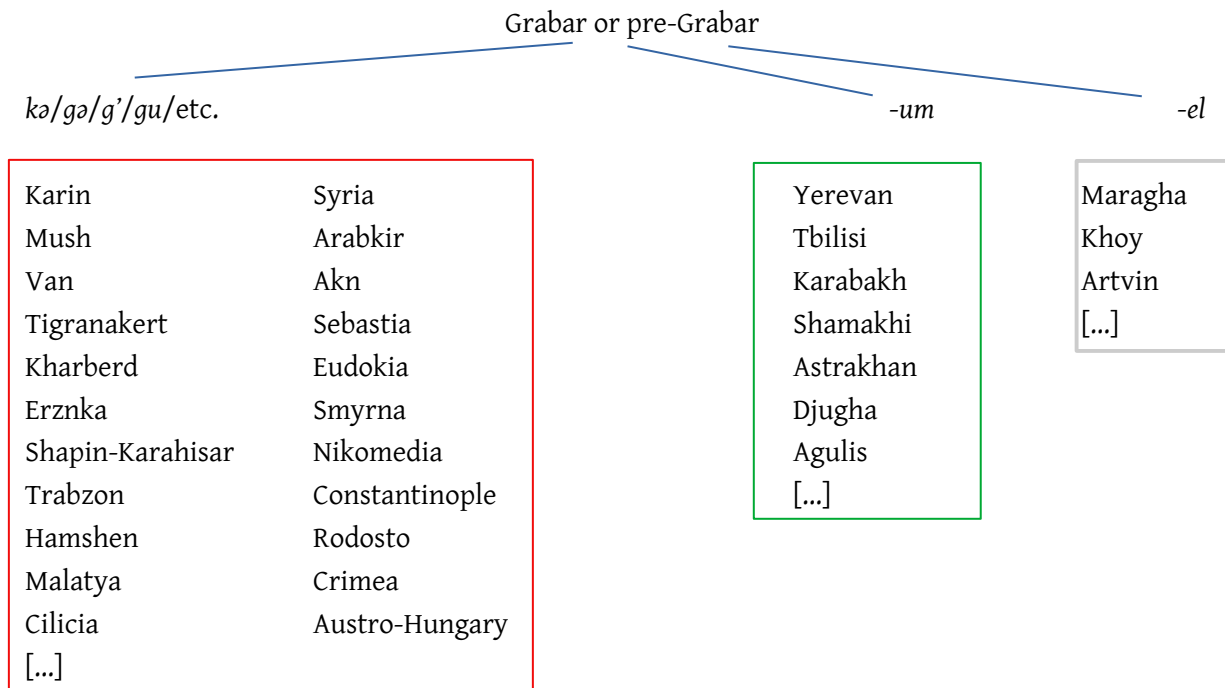 Grabar or pre-Grabar
kə/gə/g’/gu/etc.
-um
-el
Karin
Mush
Van
Tigranakert
Kharberd
Erznka
Shapin-Karahisar
Trabzon
Hamshen
Malatya
Cilicia
[...]
Syria
Arabkir
Akn
Sebastia
Eudokia
Smyrna
Nikomedia
Constantinople
Rodosto
Crimea
Austro-Hungary
Yerevan
Tbilisi
Karabakh
Shamakhi
Astrakhan
Djugha
Agulis
[...]
Maragha
Khoy
Artvin
[...]